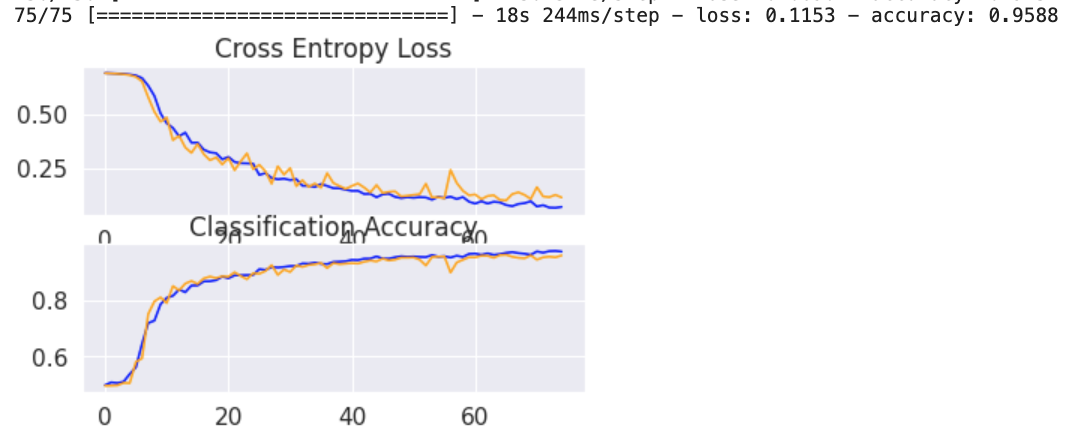 75/75 [==============================] - 18s 244ms/step - loss: 0.1153 - accuracy: 0.9588
Cross Entropy Loss
0.50
0.25
0 20 40 60
Classification Accuracy
0.8
0.6
0 20 40 60